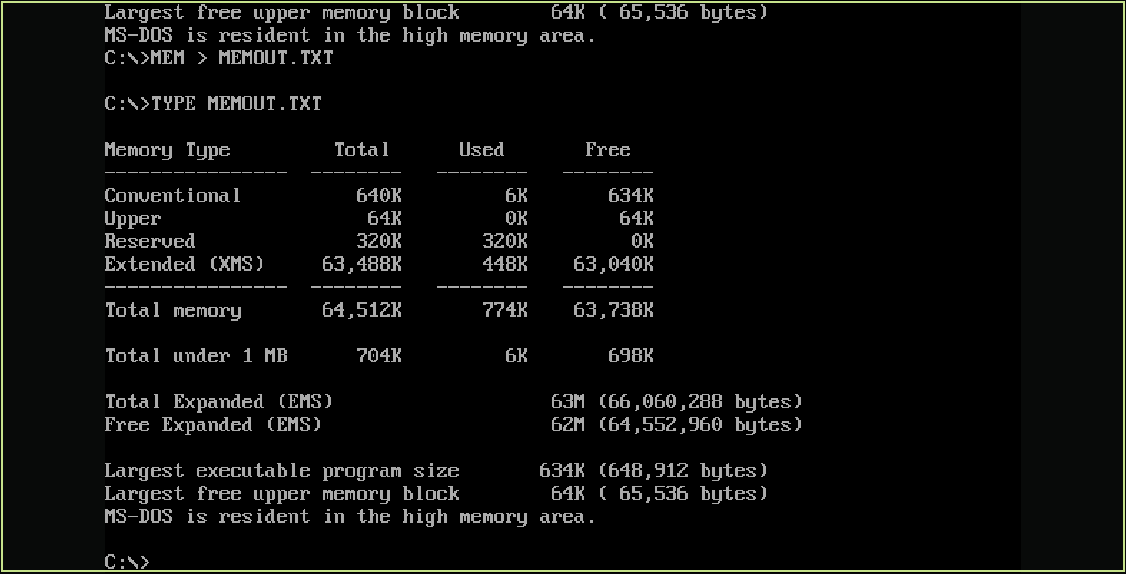 Largest free upper memory block        64K ( 65,536 bytes)
MS-DOS is resident in the high memory area.
C:\>MEM > MEMOUT.TXT
C:\>TYPE MEMOUT.TXT
Memory Type         Total      Used       Free
----------------  --------   --------   --------
Conventional          640K         6K       634K
Upper                  64K         0K        64K
Reserved              320K       320K         0K
Extended (XMS)     63,488K       448K    63,040K
----------------  --------   --------   --------
Total memory       64,512K       774K    63,738K
Total under 1 MB      704K         6K       698K
Total Expanded (EMS)                   63M (66,060,288 bytes)
Free Expanded (EMS)                    62M (64,552,960 bytes)
Largest executable program size       634K (648,912 bytes)
Largest free upper memory block        64K ( 65,536 bytes)
MS-DOS is resident in the high memory area.
C:\>